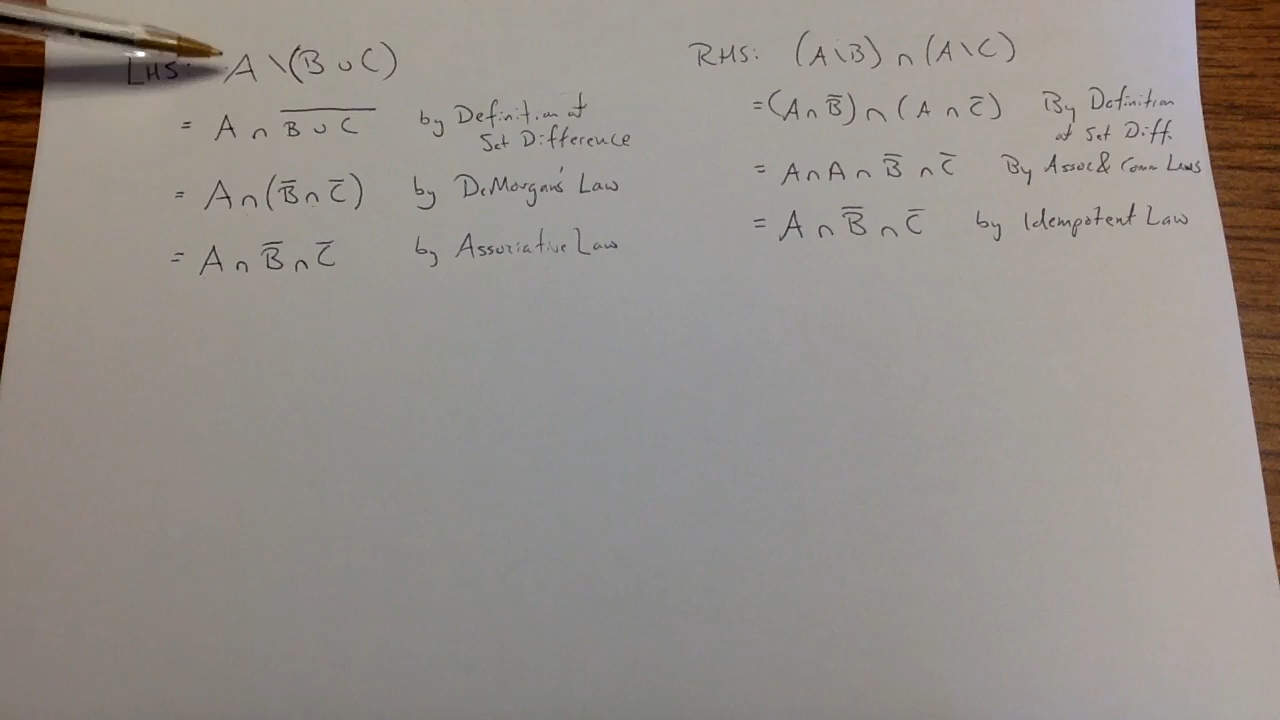 LHS: A \ (B ∪ C)
= A ∩ B̅ ̅∪̅ ̅C̅ by Definition of
Set Difference
= A ∩ (B̅ ∩ C̅) by DeMorgan's Law
= A ∩ B̅ ∩ C̅ by Associative Law
RHS: (A \ B) ∩ (A \ C)
= (A ∩ B̅) ∩ (A ∩ C̅) By Definition
of Set Diff.
= A ∩ A ∩ B̅ ∩ C̅ By Assoc & Comm Laws
= A ∩ B̅ ∩ C̅ by Idempotent Law